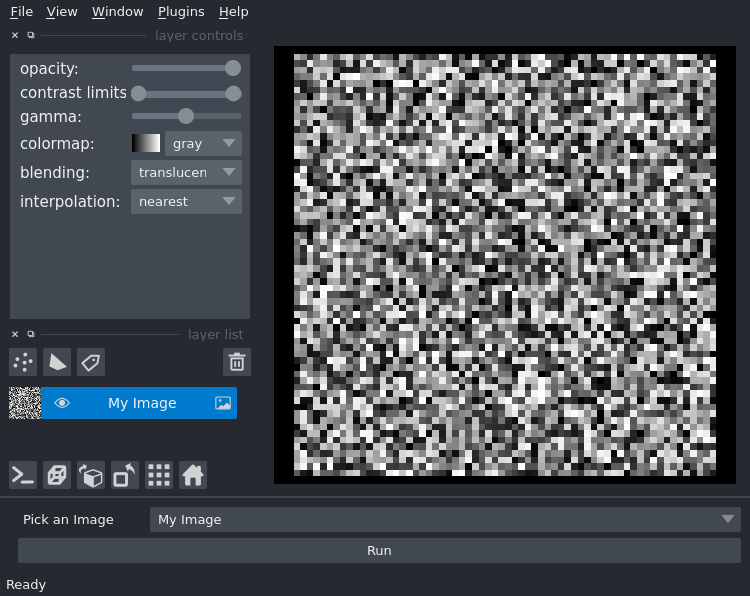 File View Window Plugins Help
layer controls
opacity:
contrast limits
gamma:
colormap: gray
blending: translucen
interpolation: nearest
layer list
My Image
Pick an Image My Image
Run
Ready